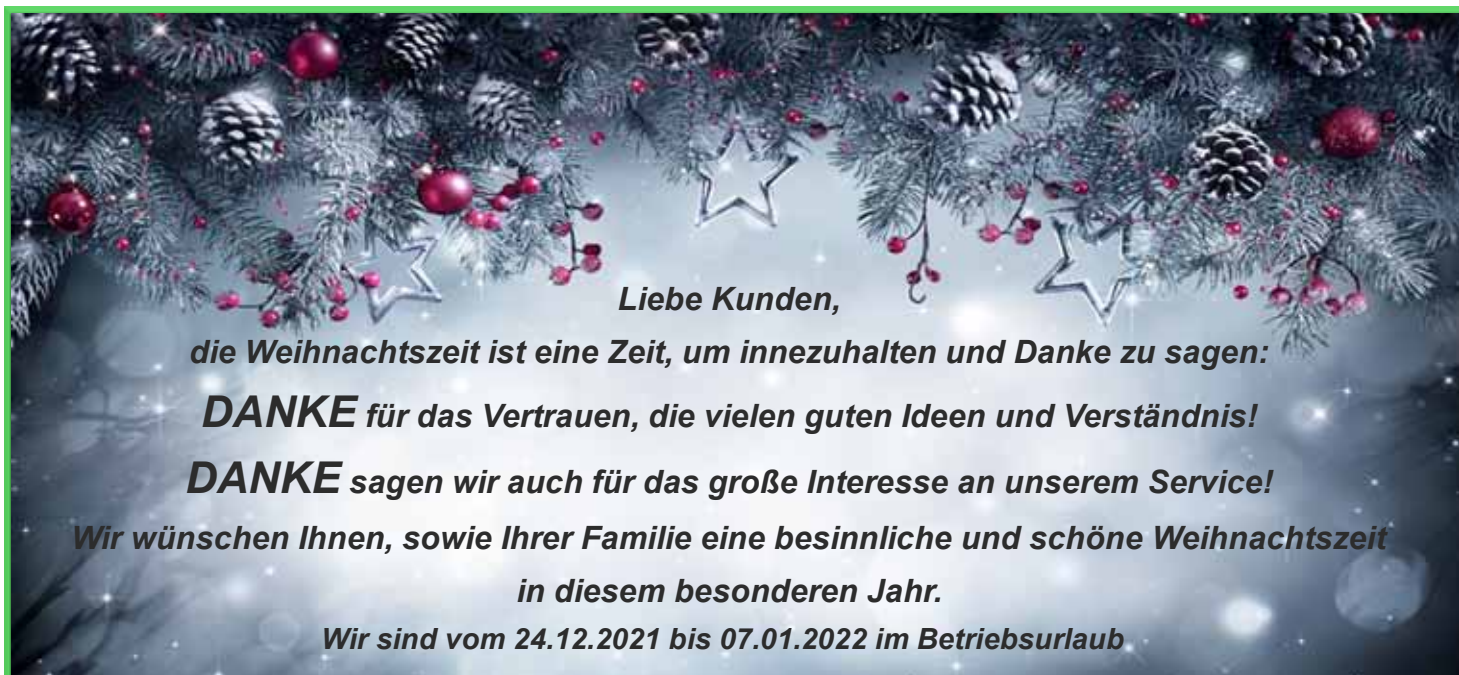 Liebe Kunden,
die Weihnachtszeit ist eine Zeit, um innezuhalten und Danke zu sagen:
DANKE für das Vertrauen, die vielen guten Ideen und Verständnis!
DANKE sagen wir auch für das große Interesse an unserem Service!
Wir wünschen Ihnen, sowie Ihrer Familie eine besinnliche und schöne Weihnachtszeit
in diesem besonderen Jahr.
Wir sind vom 24.12.2021 bis 07.01.2022 im Betriebsurlaub